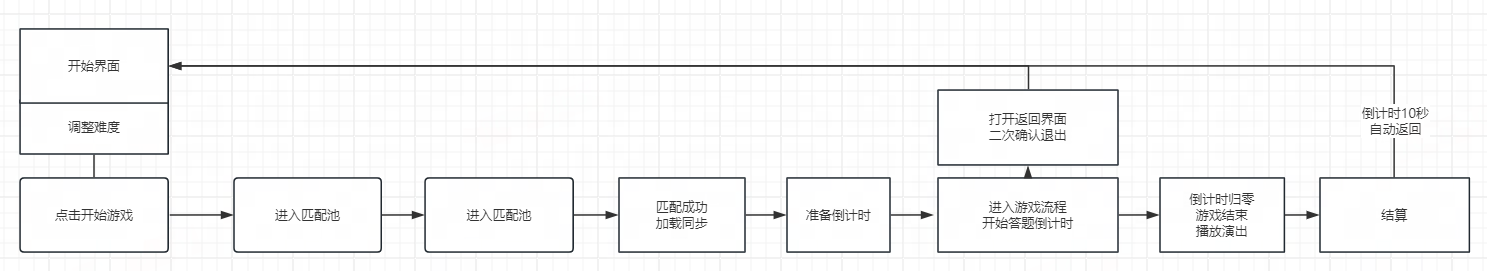 开始界面
调整难度
点击开始游戏
进入匹配池
进入匹配池
匹配成功
加载同步
准备倒计时
打开返回界面
二次确认退出
进入游戏流程
开始答题倒计时
倒计时归零
游戏结束
播放演出
倒计时10秒
自动返回
结算